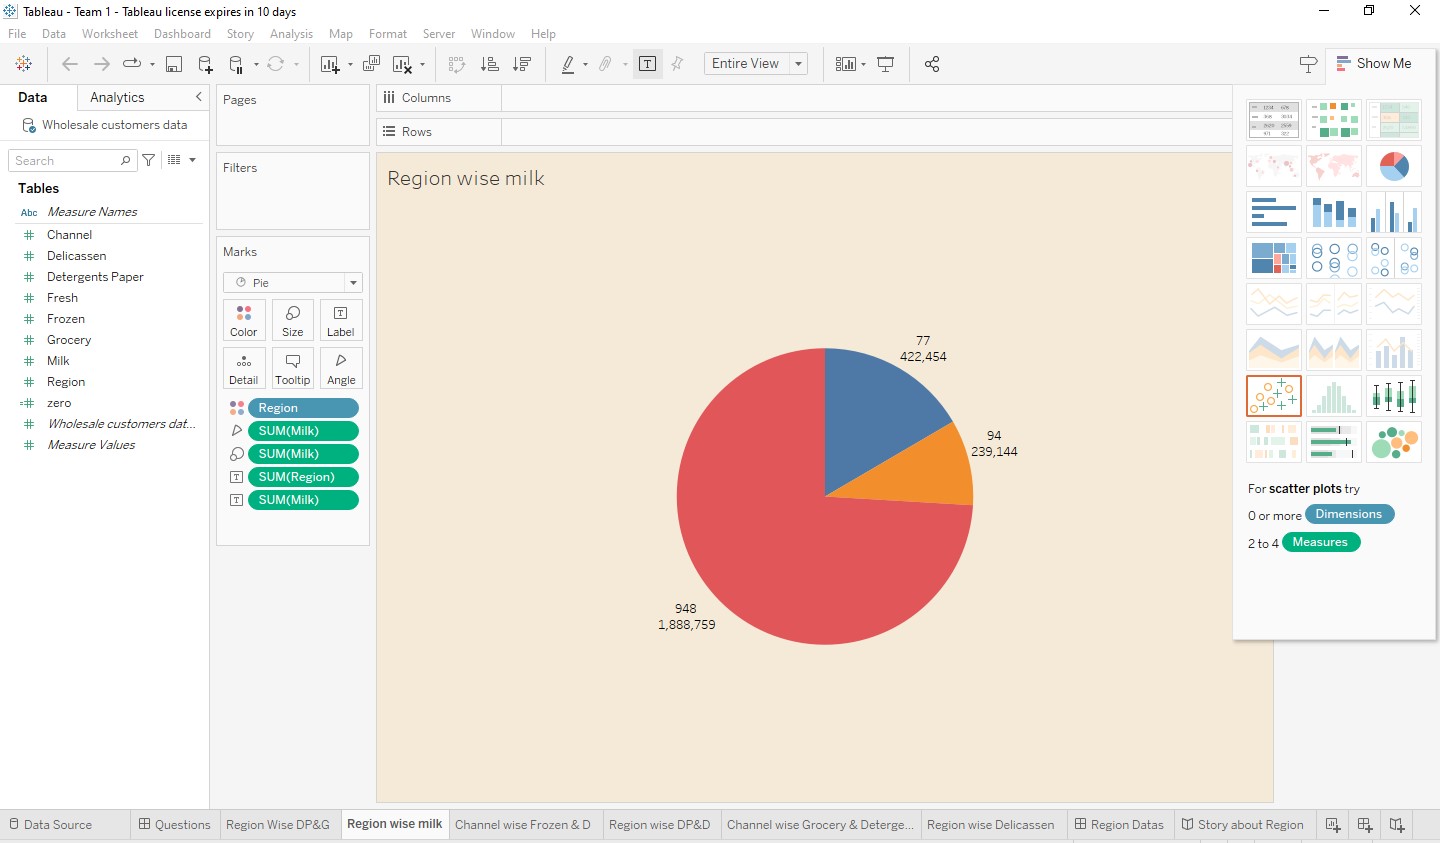 Tableau - Team 1 - Tableau license expires in 10 days
File Data Worksheet Dashboard Story Analysis Map Format Server Window Help
Entire View
Show Me
Data Analytics
Wholesale customers data
Search
Tables
Abc Measure Names
Channel
Delicassen
Detergents Paper
Fresh
Frozen
Grocery
Milk
Region
zero
Wholesale customers dat...
Measure Values
Pages
Filters
Marks
Pie
Color Size Label
Detail Tooltip Angle
Region
SUM(Milk)
SUM(Milk)
SUM(Region)
SUM(Milk)
Columns
Rows
Region wise milk
77
422,454
94
239,144
948
1,888,759
For scatter plots try
0 or more Dimensions
2 to 4 Measures
Data Source Questions Region Wise DP&G Region wise milk Channel wise Frozen & D Region wise DP&D Channel wise Grocery & Deterge... Region wise Delicassen Region Datas Story about Region